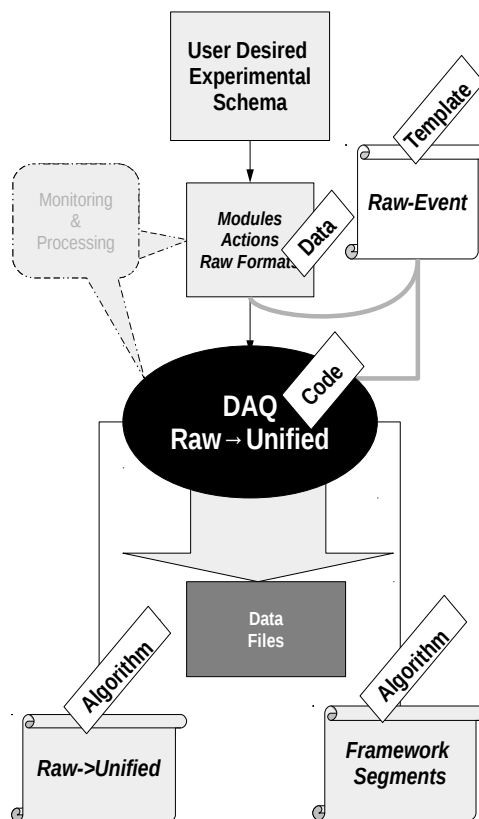 User Desired
Experimental
Schema
Template
Raw-Event
Monitoring
&
Processing
Modules
Actions
Raw Formats
Data
Code
DAQ
Raw→Unified
Data
Files
Algorithm
Raw->Unified
Algorithm
Framework
Segments